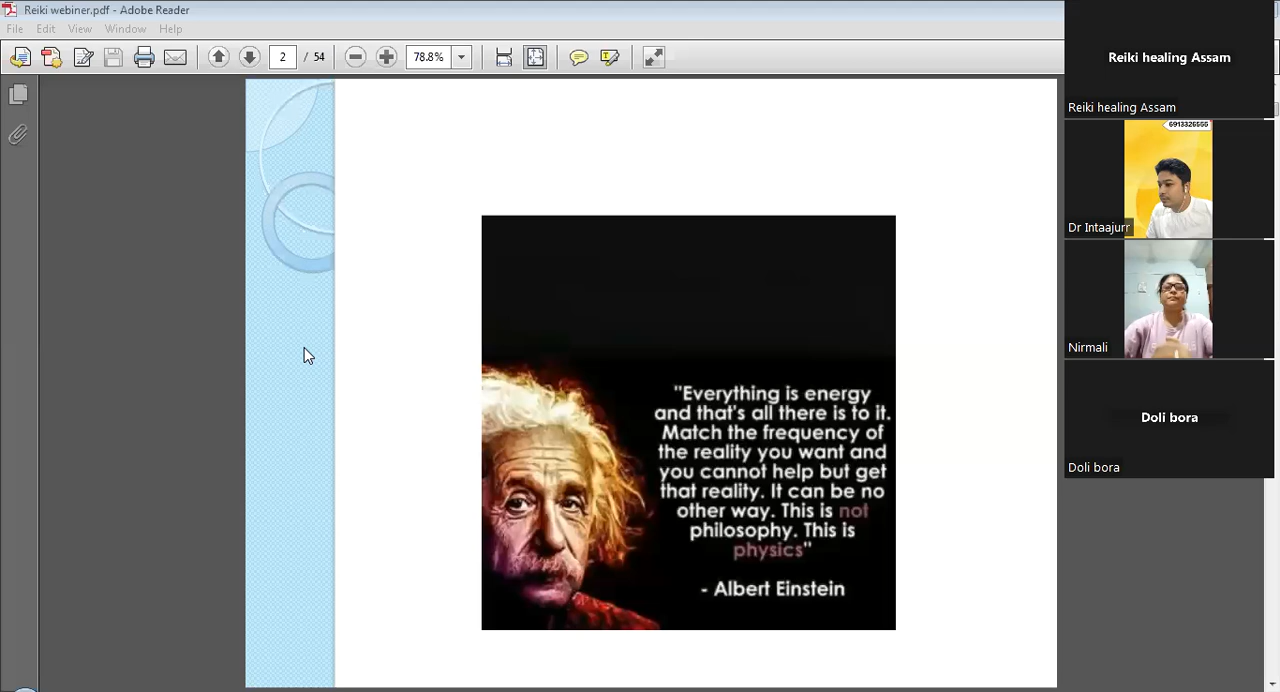 Reiki webiner.pdf - Adobe Reader
File Edit View Window Help
2 / 54 78.8%
"Everything is energy
and that's all there is to it.
Match the frequency of
the reality you want and
you cannot help but get
that reality. It can be no
other way. This is not
philosophy. This is
physics"
- Albert Einstein
Reiki healing Assam
Reiki healing Assam
6913326555
Dr Intaajurr
Nirmali
Doli bora
Doli bora